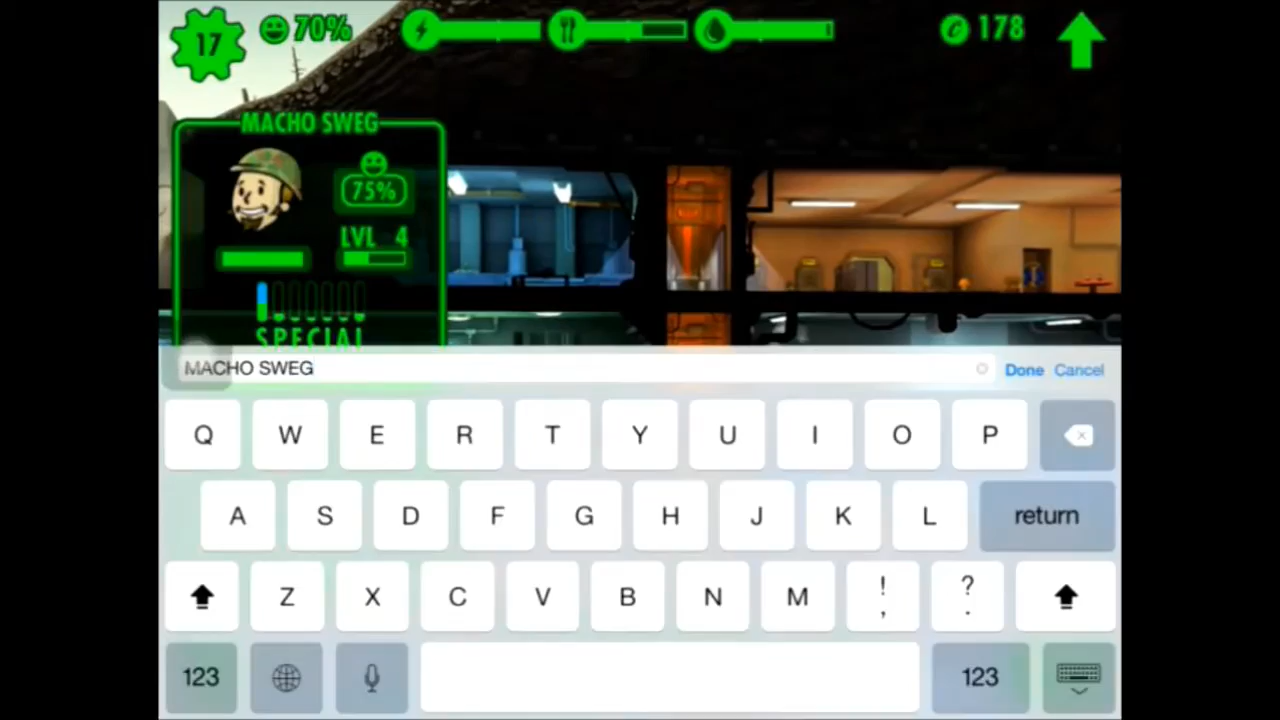 17 70% 178
MACHO SWEG
75%
LVL 4
SPECIAL
MACHO SWEG Done Cancel
Q W E R T Y U I O P
A S D F G H J K L return
Z X C V B N M ! , ? .
123 123